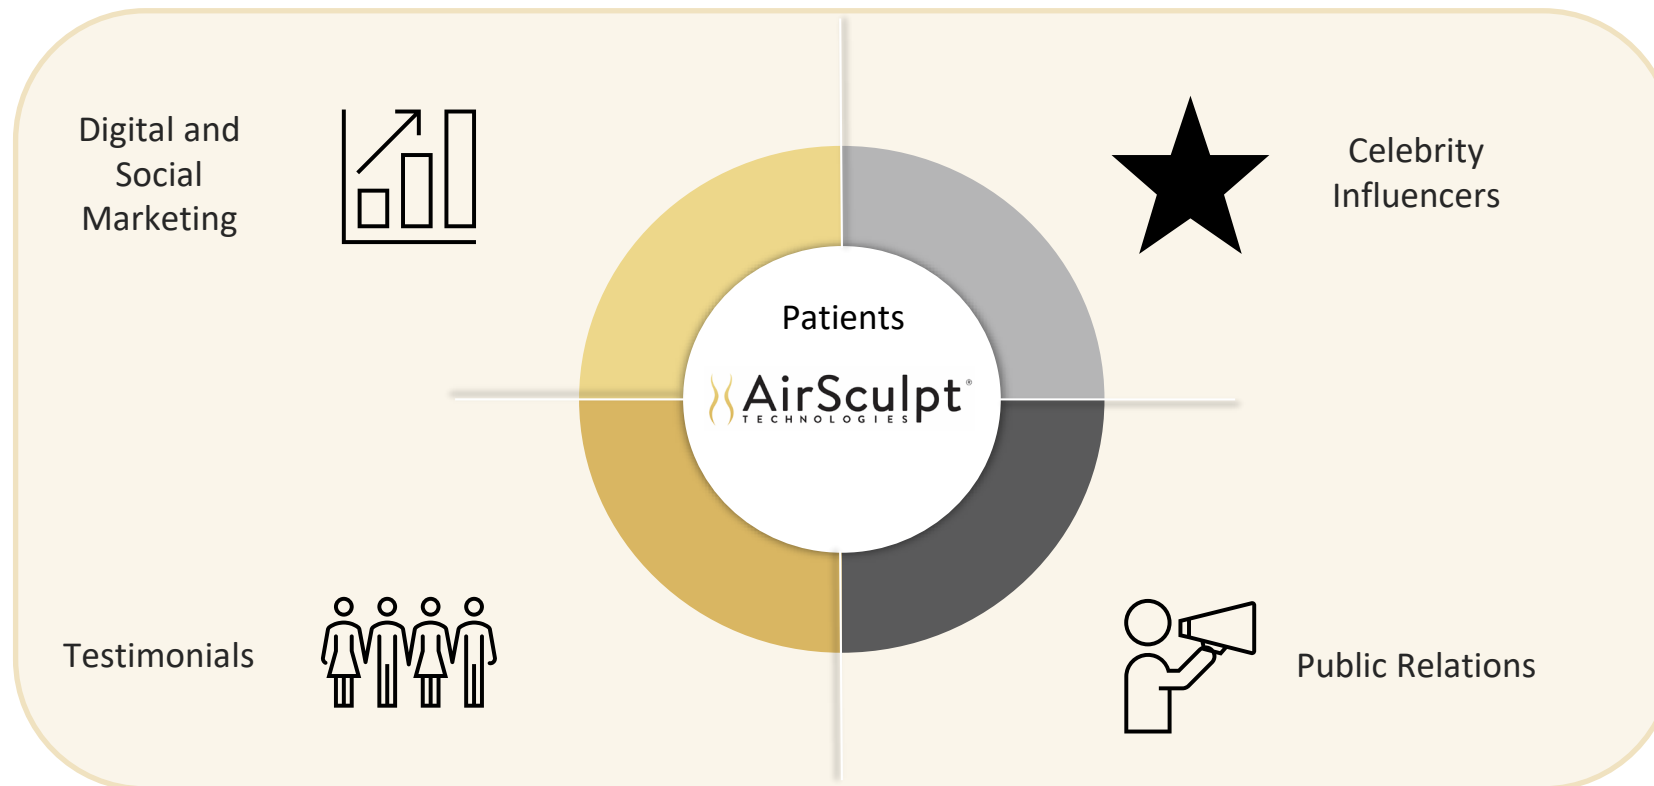 Digital and
Social
Marketing
Celebrity
Influencers
Patients
AirSculpt®
TECHNOLOGIES
Testimonials
Public Relations